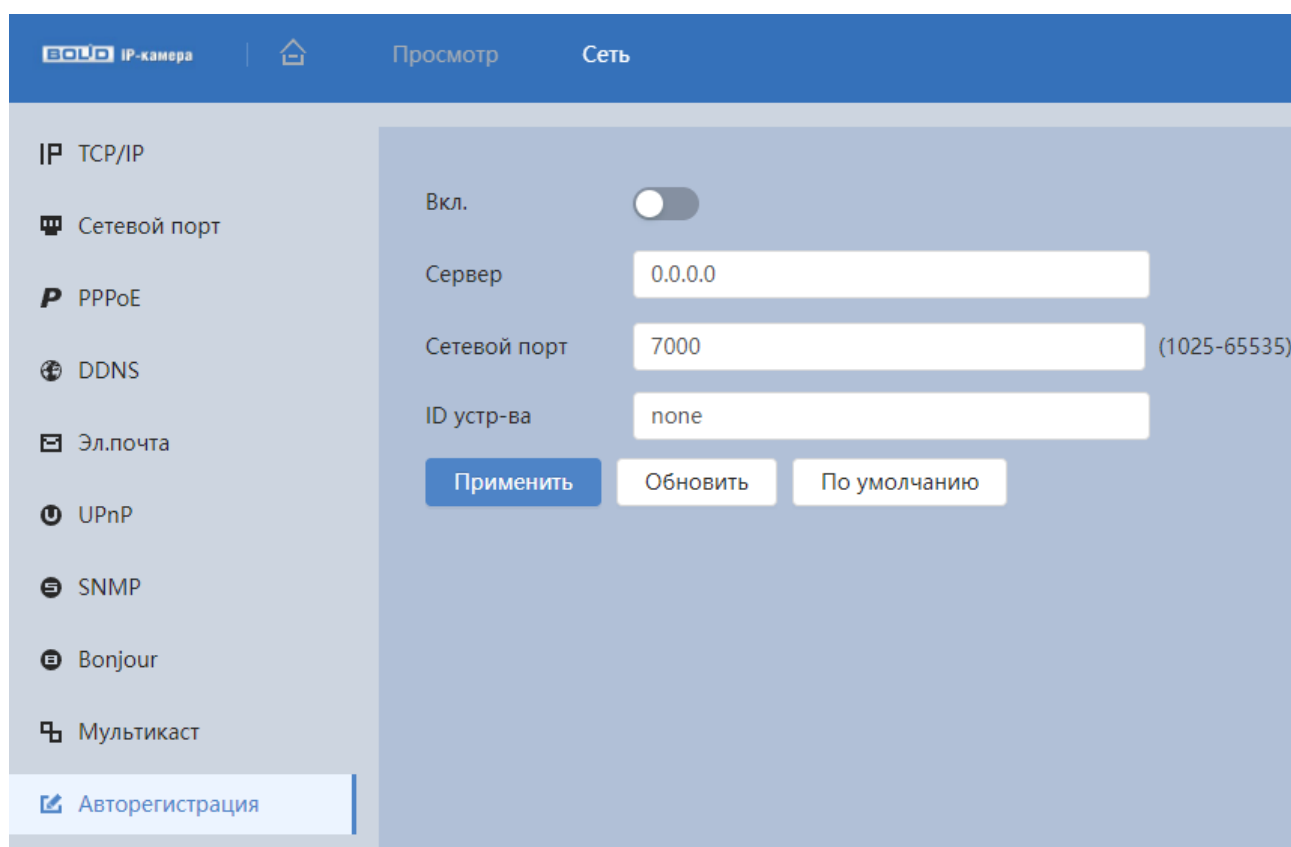 BOLID IP-камера
Просмотр
Сеть
TCP/IP
Сетевой порт
PPPoE
DDNS
Эл.почта
UPnP
SNMP
Bonjour
Мультикаст
Авторегистрация
Вкл.
Сервер 0.0.0.0
Сетевой порт 7000 (1025-65535)
ID устр-ва none
Применить Обновить По умолчанию